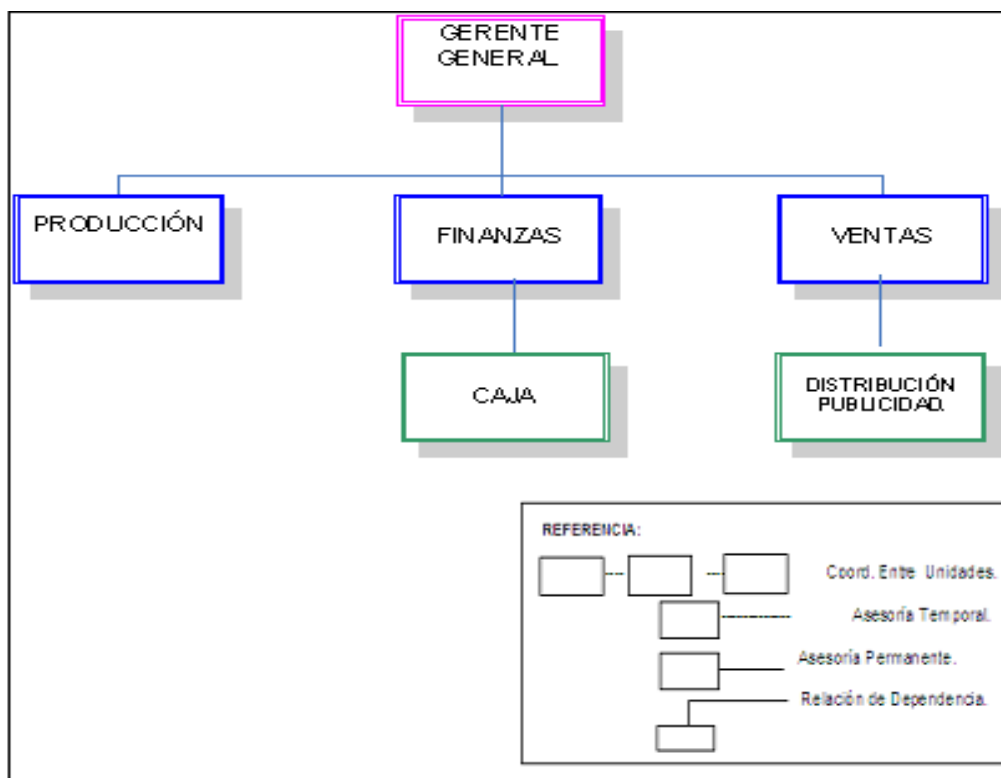 GERENTE
GENERAL
PRODUCCIÓN
FINANZAS
VENTAS
CAJA
DISTRIBUCIÓN
PUBLICIDAD.
REFERENCIA:
Coord. Entre Unidades.
Asesoría Temporal.
Asesoría Permanente.
Relación de Dependencia.